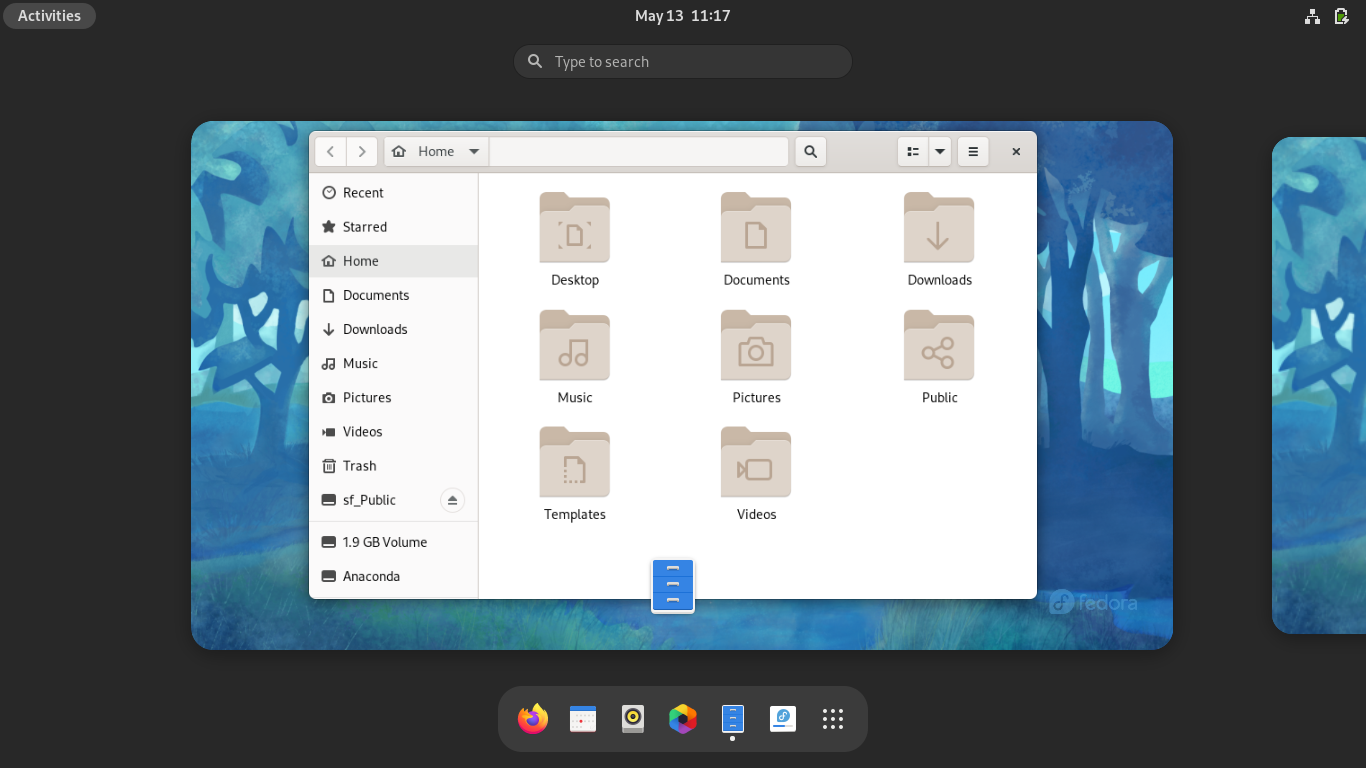 Activities
May 13 11:17
Type to search
Home
Recent
Starred
Home
Documents
Downloads
Music
Pictures
Videos
Trash
sf_Public
1.9 GB Volume
Anaconda
Desktop
Documents
Downloads
Music
Pictures
Public
Templates
Videos
fedora